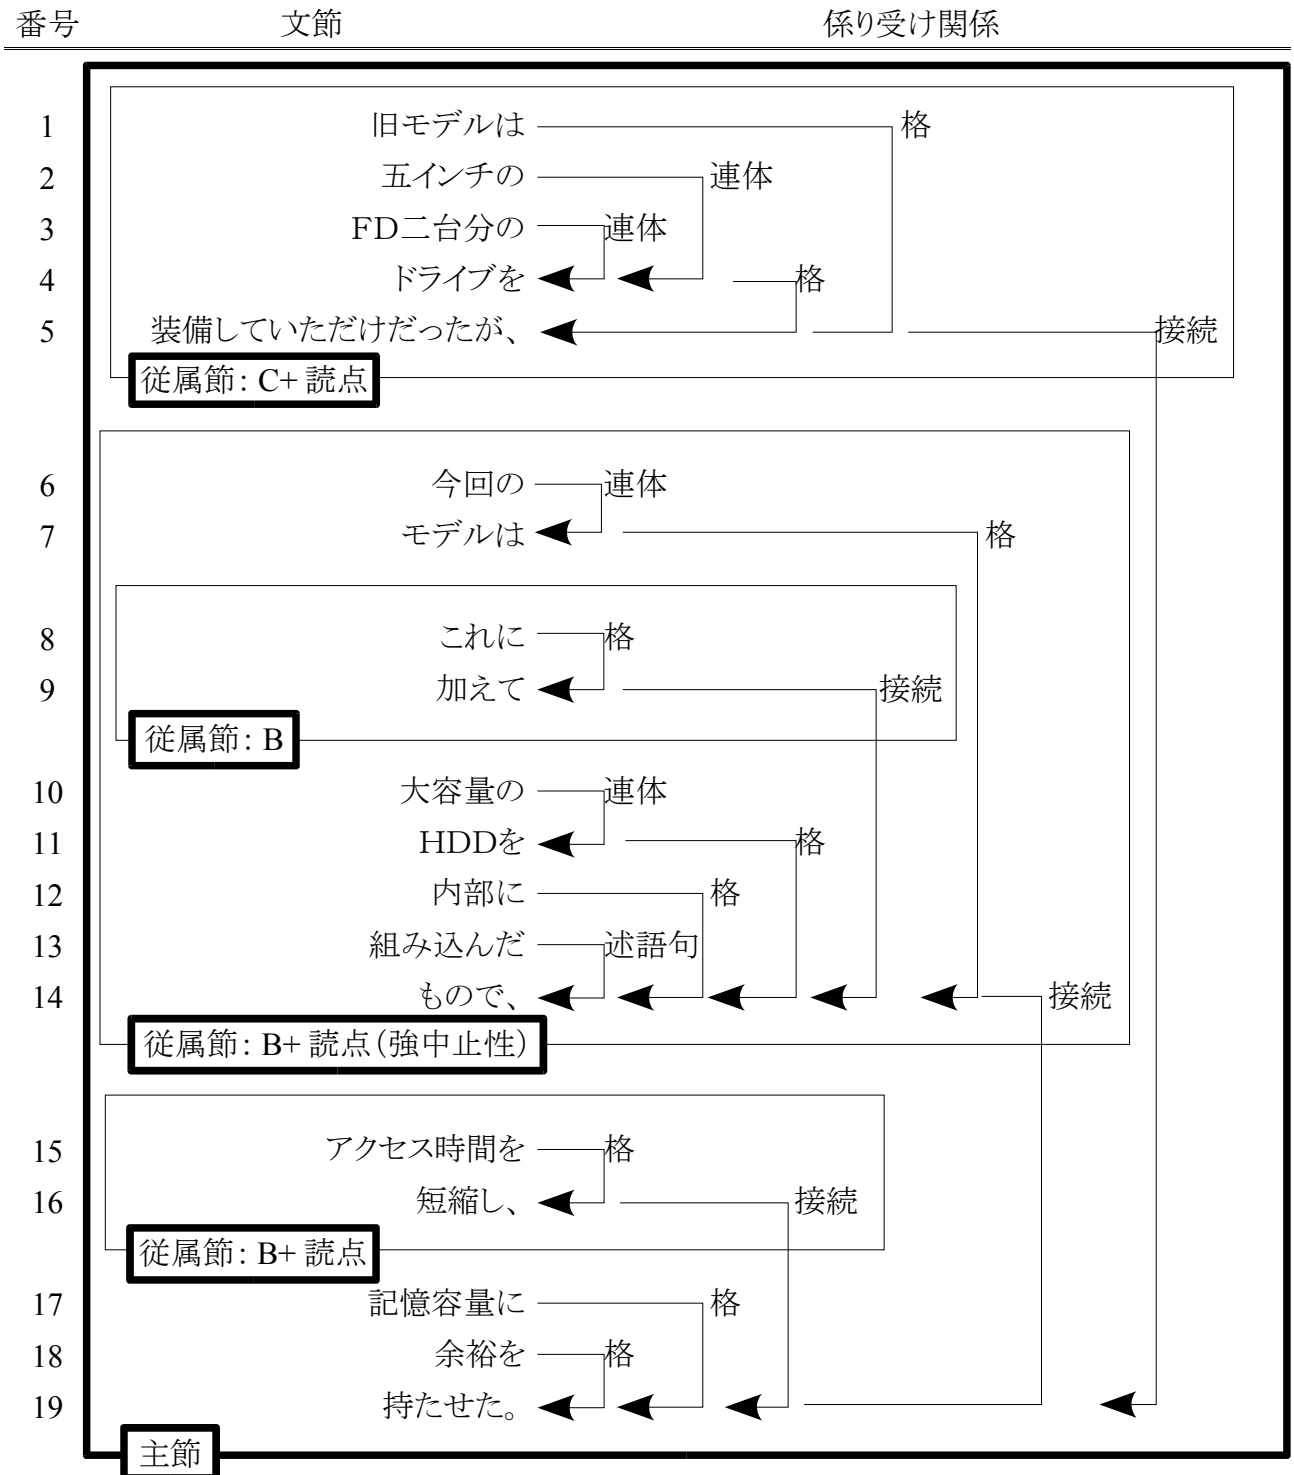 番号 文節 係り受け関係
1 旧モデルは 格
2 五インチの 連体
3 FD二台分の 連体
4 ドライブを 格
5 装備していただけだったが、 接続
従属節: C+ 読点
6 今回の 連体
7 モデルは 格
8 これに 格
9 加えて 接続
従属節: B
10 大容量の 連体
11 HDDを 格
12 内部に 格
13 組み込んだ 述語句
14 もので、 接続
従属節: B+ 読点(強中止性)
15 アクセス時間を 格
16 短縮し、 接続
従属節: B+ 読点
17 記憶容量に 格
18 余裕を 格
19 持たせた。
主節